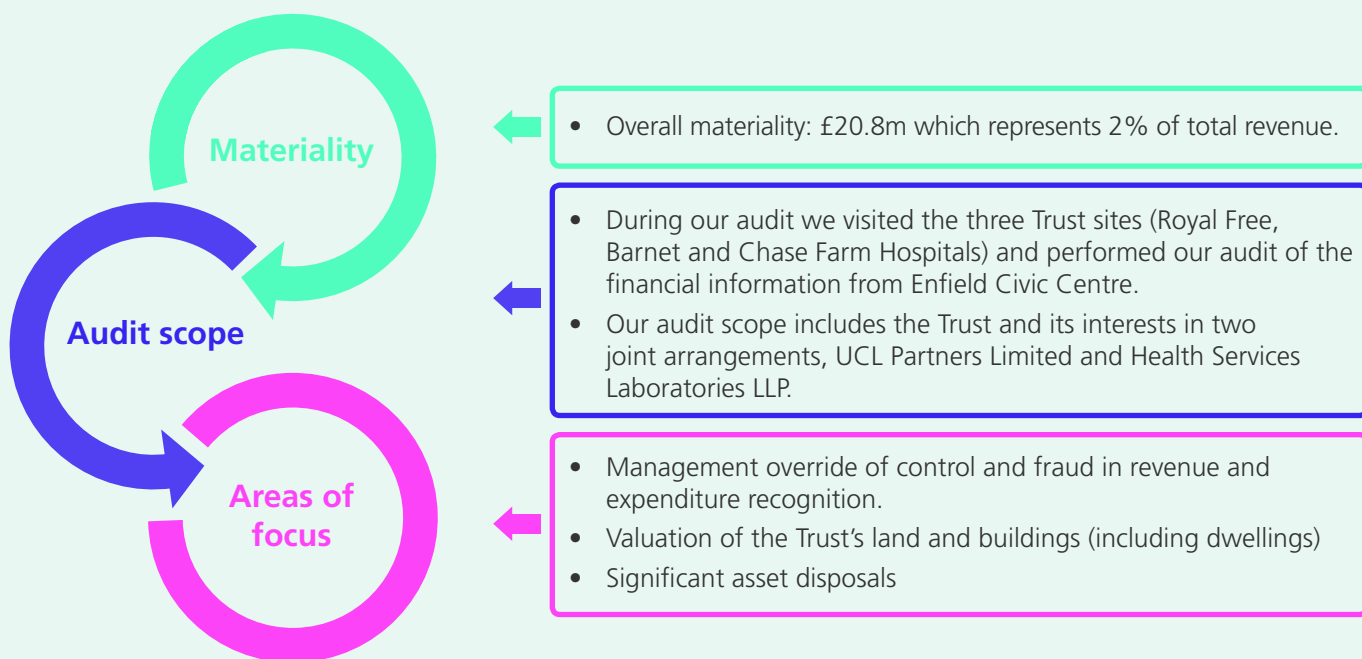 Materiality
• Overall materiality: £20.8m which represents 2% of total revenue.
Audit scope
• During our audit we visited the three Trust sites (Royal Free,
Barnet and Chase Farm Hospitals) and performed our audit of the
financial information from Enfield Civic Centre.
• Our audit scope includes the Trust and its interests in two
joint arrangements, UCL Partners Limited and Health Services
Laboratories LLP.
Areas of
focus
• Management override of control and fraud in revenue and
expenditure recognition.
• Valuation of the Trust’s land and buildings (including dwellings)
• Significant asset disposals